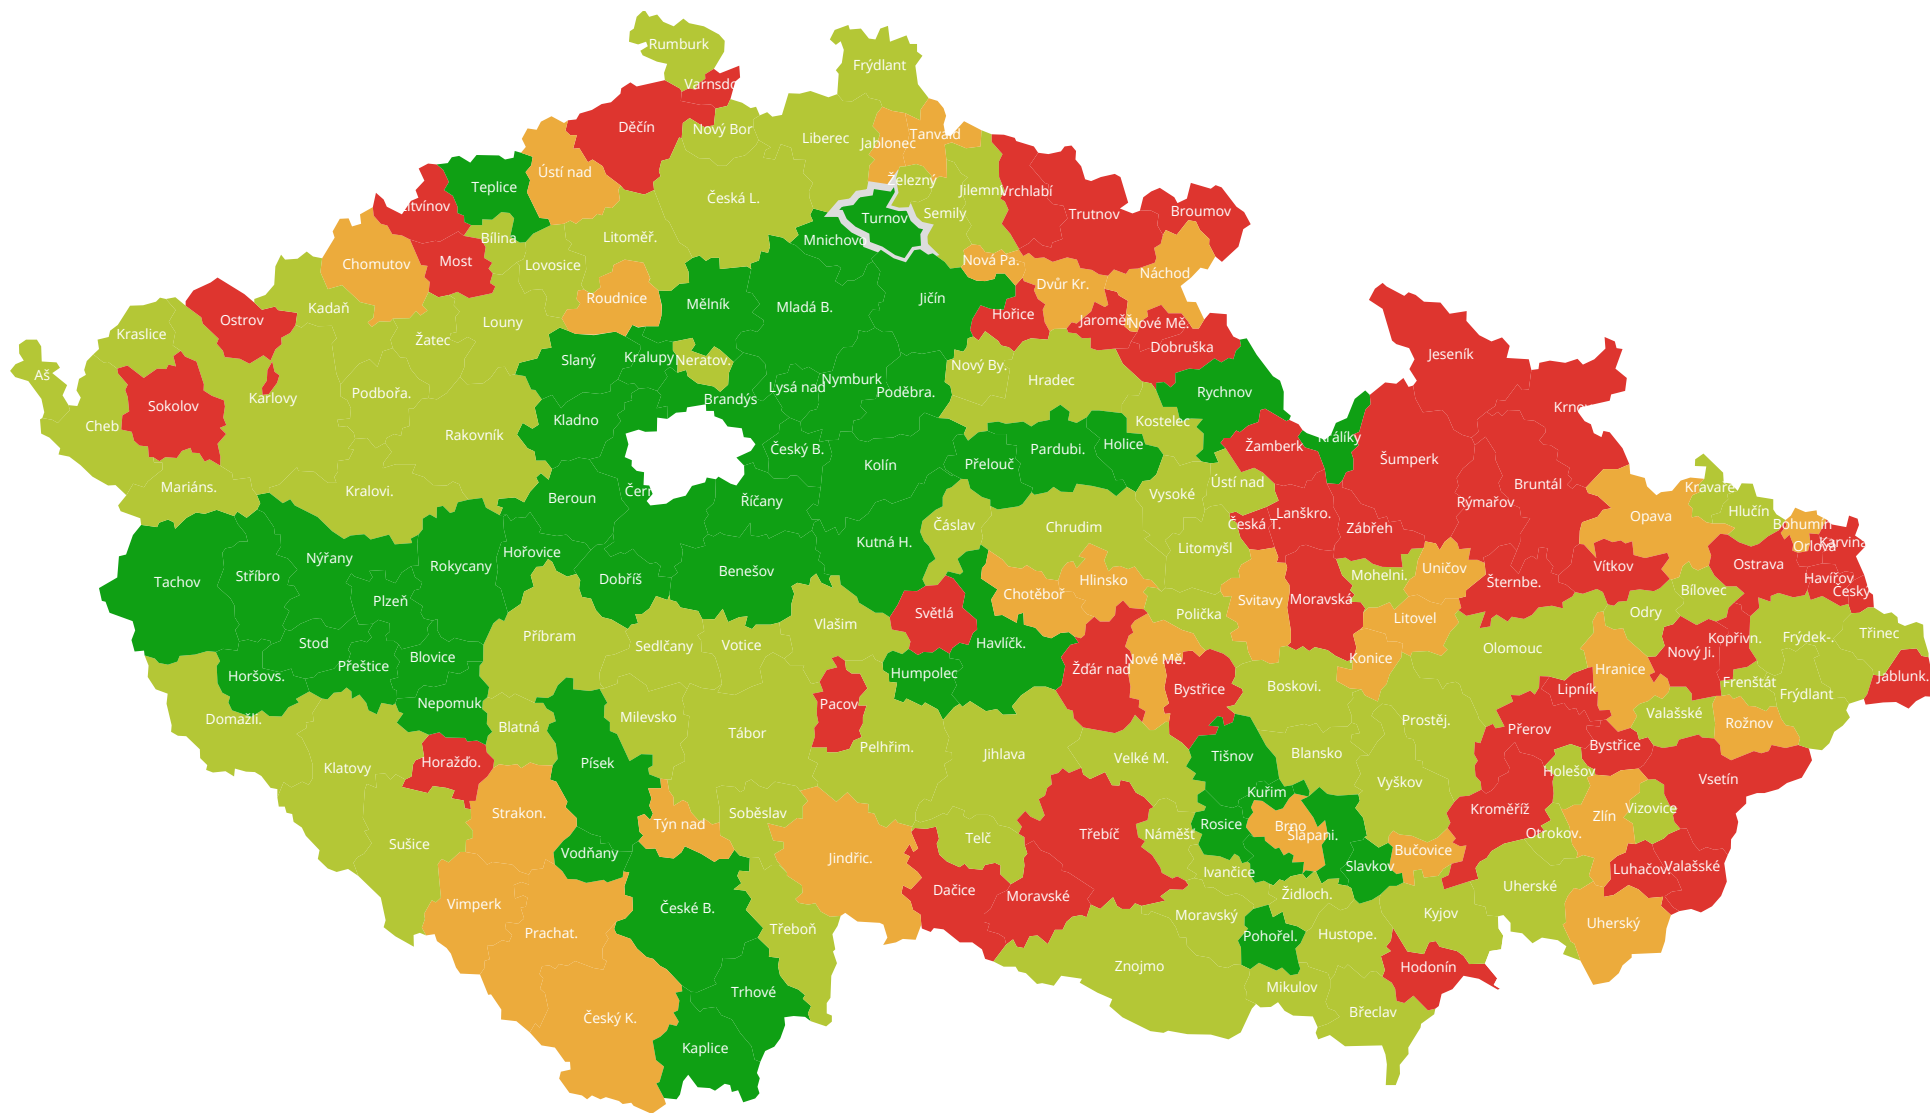 Rumburk
Frýdlant
Varnsdo
Děčín
Nový Bor
Liberec
Tanvald
Jablonec
Ústí nad
Teplice
Železný
Jilemni
Vrchlabí
Česká L.
Litvínov
Semily
Turnov
Trutnov
Broumov
Bílina
Litoměř.
Mnichovo
Most
Chomutov
Lovosice
Nová Pa.
Náchod
Dvůr Kr.
Roudnice
Jičín
Mělník
Mladá B.
Kadaň
Ostrov
Louny
Hořice
Jaroměř
Nové Mě.
Kraslice
Žatec
Dobruška
Jeseník
Slaný
Kralupy
Neratov.
Nový By.
Aš
Nymburk
Lysá nad
Hradec
Poděbra.
Rychnov
Podbořa.
Karlovy
Brandýs
Sokolov
Krnov
Cheb
Kladno
Kostelec
Rakovník
Králíky
Holice
Žamberk
Český B.
Pardubi.
Kolín
Přelouč
Šumperk
Mariáns.
Kralovi.
Beroun
Čern
Říčany
Vysoké
Ústí nad
Bruntál
Rýmařov
Kravaře
Hlučín
Lanškro.
Opava
Česká T.
Čáslav
Chrudim
Zábřeh
Bohumín
Kutná H.
Karviná
Orlová
Litomyšl
Hořovice
Nýřany
Rokycany
Ostrava
Vítkov
Uničov
Benešov
Stříbro
Mohelni.
Havířov
Tachov
Dobříš
Hlinsko
Šternbe.
Český
Bílovec
Chotěboř
Plzeň
Svitavy
Moravská
Světlá
Polička
Odry
Litovel
Vlašim
Příbram
Třinec
Frýdek-.
Kopřivn.
Stod
Havlíčk.
Sedlčany
Votice
Olomouc
Nový Ji.
Blovice
Konice
Nové Mě.
Přeštice
Žďár nad
Hranice
Humpolec
Horšovs.
Jablunk.
Frenštát
Boskovi.
Bystřice
Lipník
Frýdlant
Nepomuk
Pacov
Valašské
Milevsko
Domažli.
Prostěj.
Rožnov
Blatná
Přerov
Tábor
Bystřice
Pelhřim.
Jihlava
Blansko
Tišnov
Velké M.
Horažďo.
Písek
Klatovy
Holešov
Vsetín
Vyškov
Kuřim
Kroměříž
Vizovice
Strakon.
Soběslav
Zlín
Týn nad
Rosice
Brno
Otrokov.
Třebíč
Náměšť
Šlapani.
Telč
Sušice
Bučovice
Vodňany
Jindřic.
Slavkov
Valašské
Luhačov
Ivančice
Uherské
Dačice
Židloch.
Moravské
Vimperk
České B.
Kyjov
Moravský
Uherský
Třeboň
Prachat.
Hustope.
Pohořel.
Znojmo
Hodonín
Mikulov
Trhové
Břeclav
Český K.
Kaplice